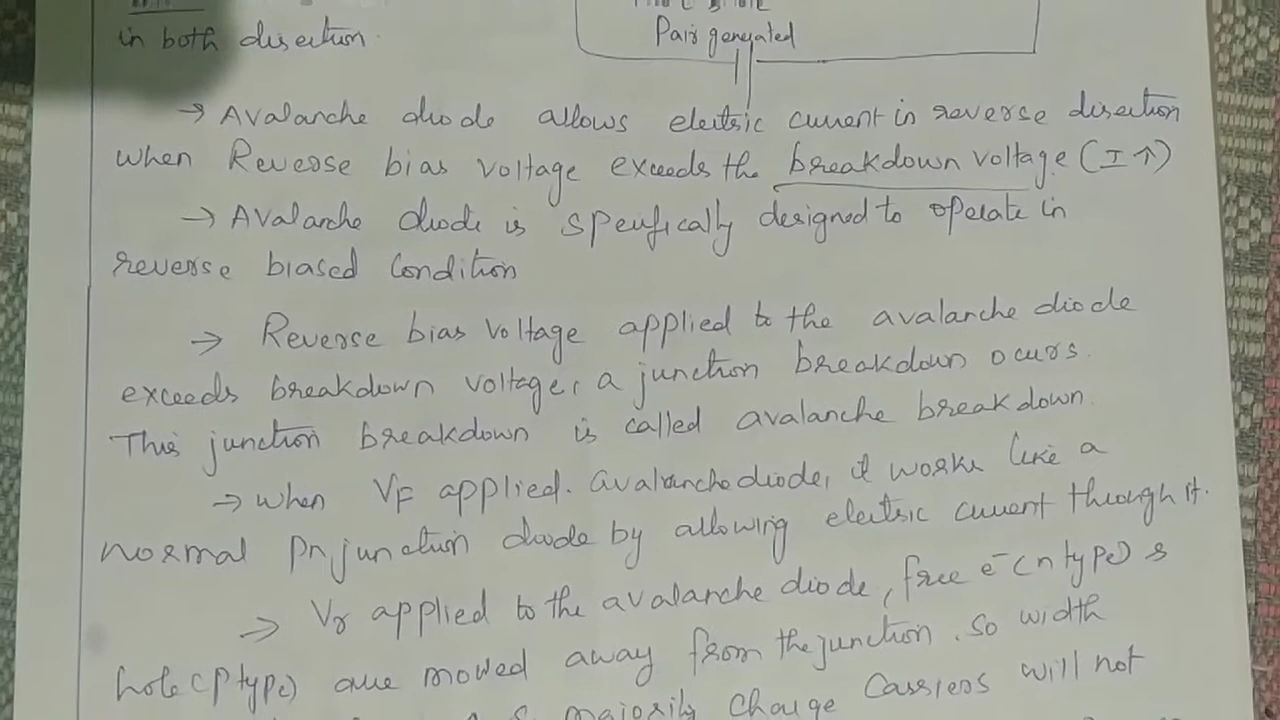 in both direction.
Pair generated
→ Avalanche diode allows electric current in reverse direction
when Reverse bias voltage exceeds the breakdown voltage (I↑)
→ Avalanche diode is specifically designed to operate in
reverse biased condition
→ Reverse bias voltage applied to the avalanche diode
exceeds breakdown voltage, a junction breakdown ocurs.
This junction breakdown is called avalanche breakdown
→ when VF applied. avalanche diode, it works like a
normal pn junction diode by allowing electric current through it.
→ Vr applied to the avalanche diode, free e⁻ (n type) &
hole (P type) are moved away from the junction. So width
majority charge carriers will not